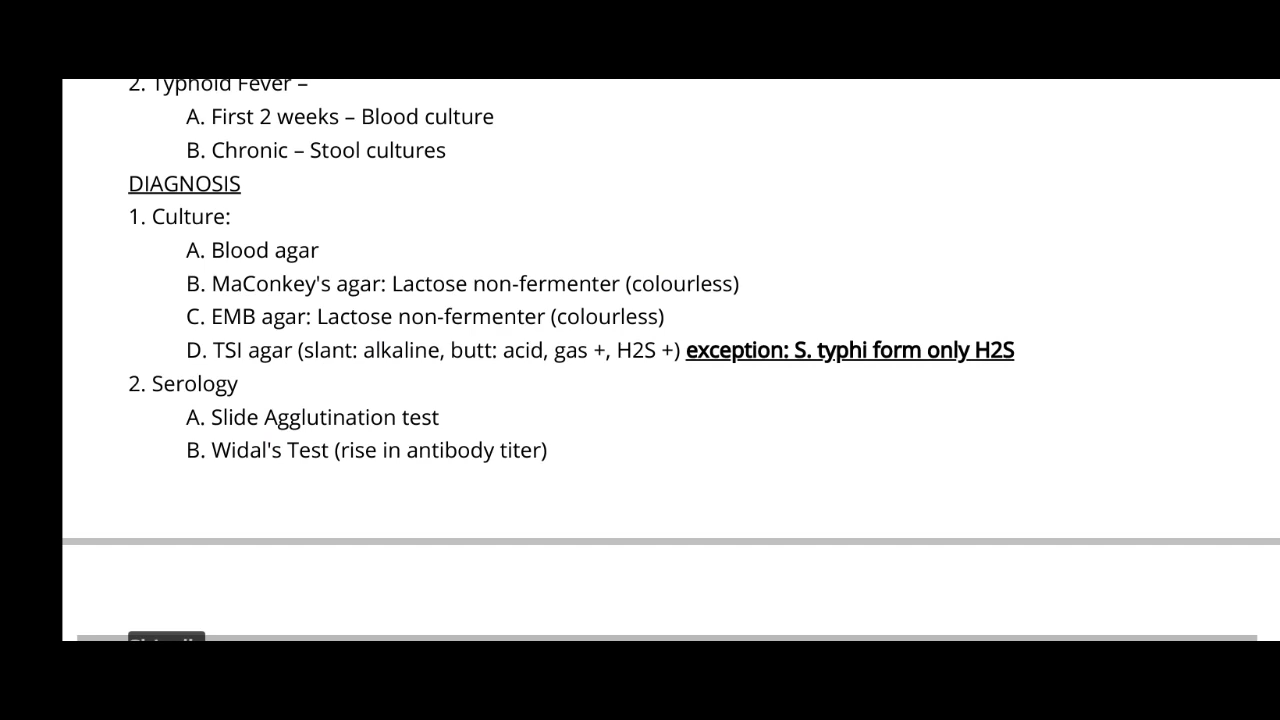 2. Typhoid Fever –
A. First 2 weeks – Blood culture
B. Chronic – Stool cultures
DIAGNOSIS
1. Culture:
A. Blood agar
B. MaConkey's agar: Lactose non-fermenter (colourless)
C. EMB agar: Lactose non-fermenter (colourless)
D. TSI agar (slant: alkaline, butt: acid, gas +, H2S +) exception: S. typhi form only H2S
2. Serology
A. Slide Agglutination test
B. Widal's Test (rise in antibody titer)